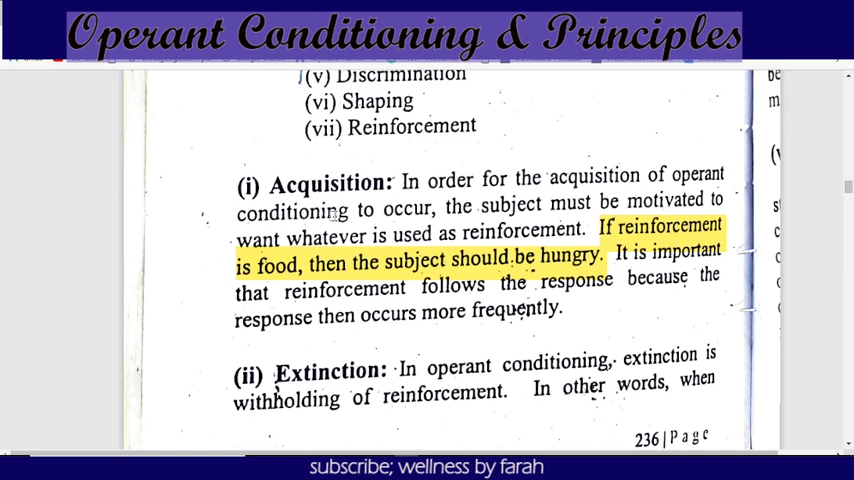 Operant Conditioning & Principles
(v) Discrimination
(vi) Shaping
(vii) Reinforcement
be
m
(i) Acquisition: In order for the acquisition of operant
conditioning to occur, the subject must be motivated to
want whatever is used as reinforcement. If reinforcement
is food, then the subject should be hungry. It is important
that reinforcement follows the response because the
response then occurs more frequently.
(ii) Extinction: In operant conditioning, extinction is
withholding of reinforcement. In other words, when
236|Page
subscribe; wellness by farah